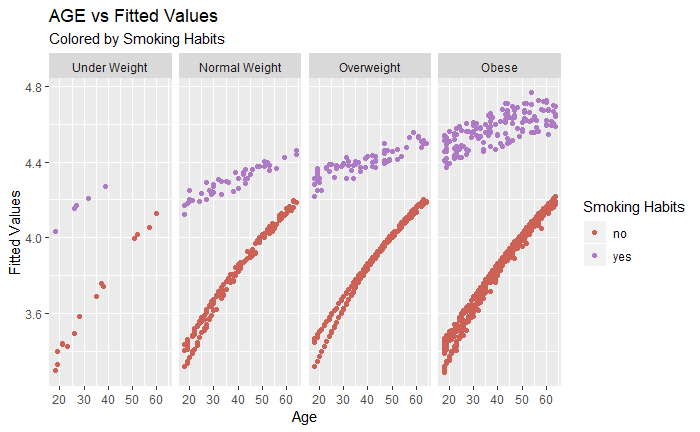 AGE vs Fitted Values
Colored by Smoking Habits
Under Weight Normal Weight Overweight Obese
4.8
4.4
4.0
3.6
Fitted Values
20 30 40 50 60 20 30 40 50 60 20 30 40 50 60 20 30 40 50 60
Age
Smoking Habits
no
yes